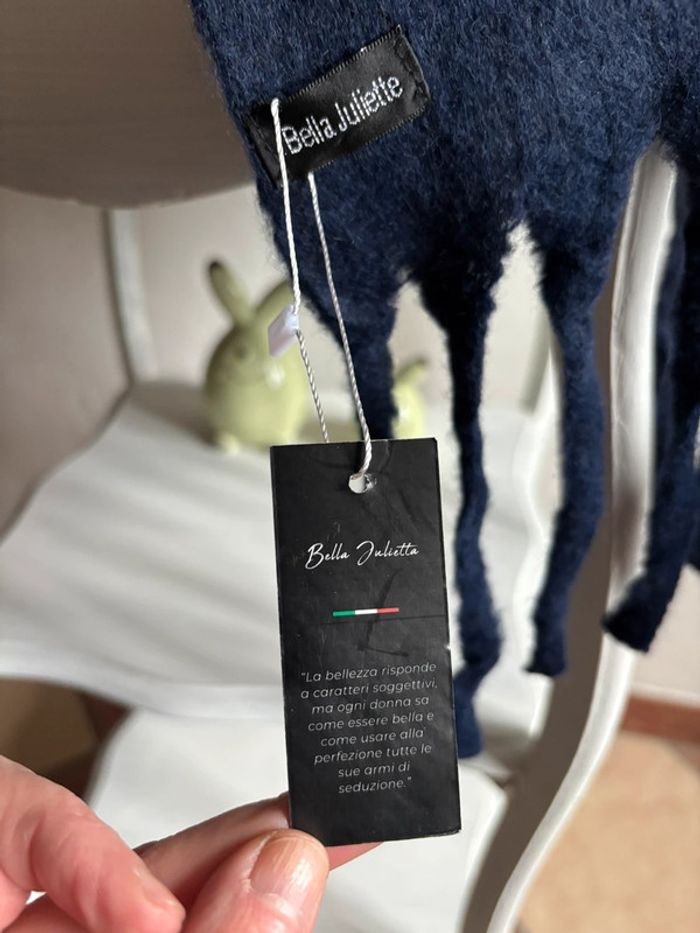 Bella Juliette
Bella Julietta
“La bellezza risponde
a caratteri soggettivi,
ma ogni donna sa
come essere bella e
come usare alla
perfezione tutte le
sue armi di
seduzione.”